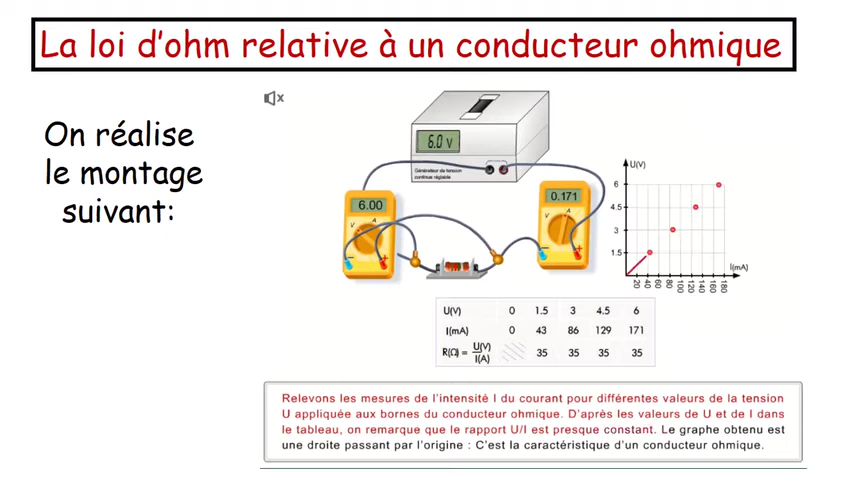 La loi d'ohm relative à un conducteur ohmique
On réalise
le montage
suivant:
6.0 v
Générateur de tension
continue réglable
6.00
V A
- +
0.171
V A
- +
U(V)
6
4.5
3
1.5
I(mA)
20 40 60 80 100 120 140 160 180
U(V) 0 1.5 3 4.5 6
I(mA) 0 43 86 129 171
R(Ω) = U(V)/I(A) 35 35 35 35
Relevons les mesures de l'intensité I du courant pour différentes valeurs de la tension
U appliquée aux bornes du conducteur ohmique. D'après les valeurs de U et de I dans
le tableau, on remarque que le rapport U/I est presque constant. Le graphe obtenu est
une droite passant par l'origine : C'est la caractéristique d'un conducteur ohmique.